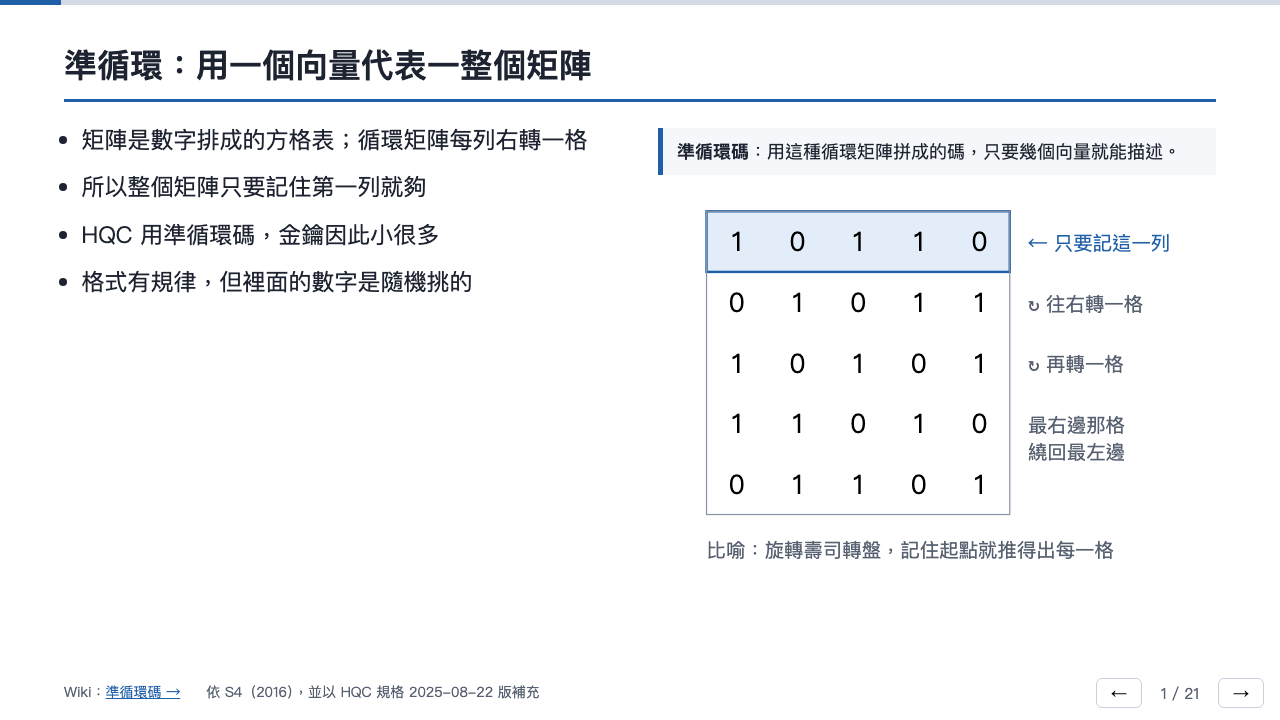 準循環：用一個向量代表一整個矩陣
• 矩陣是數字排成的方格表；循環矩陣每列右轉一格
• 所以整個矩陣只要記住第一列就夠
• HQC 用準循環碼，金鑰因此小很多
• 格式有規律，但裡面的數字是隨機挑的
準循環碼：用這種循環矩陣拼成的碼，只要幾個向量就能描述。
1 0 1 1 0 ← 只要記這一列
0 1 0 1 1 ↻ 往右轉一格
1 0 1 0 1 ↻ 再轉一格
1 1 0 1 0 最右邊那格
繞回最左邊
0 1 1 0 1
比喻：旋轉壽司轉盤，記住起點就推得出每一格
Wiki：準循環碼 → 依 S4（2016），並以 HQC 規格 2025-08-22 版補充
← 1 / 21 →